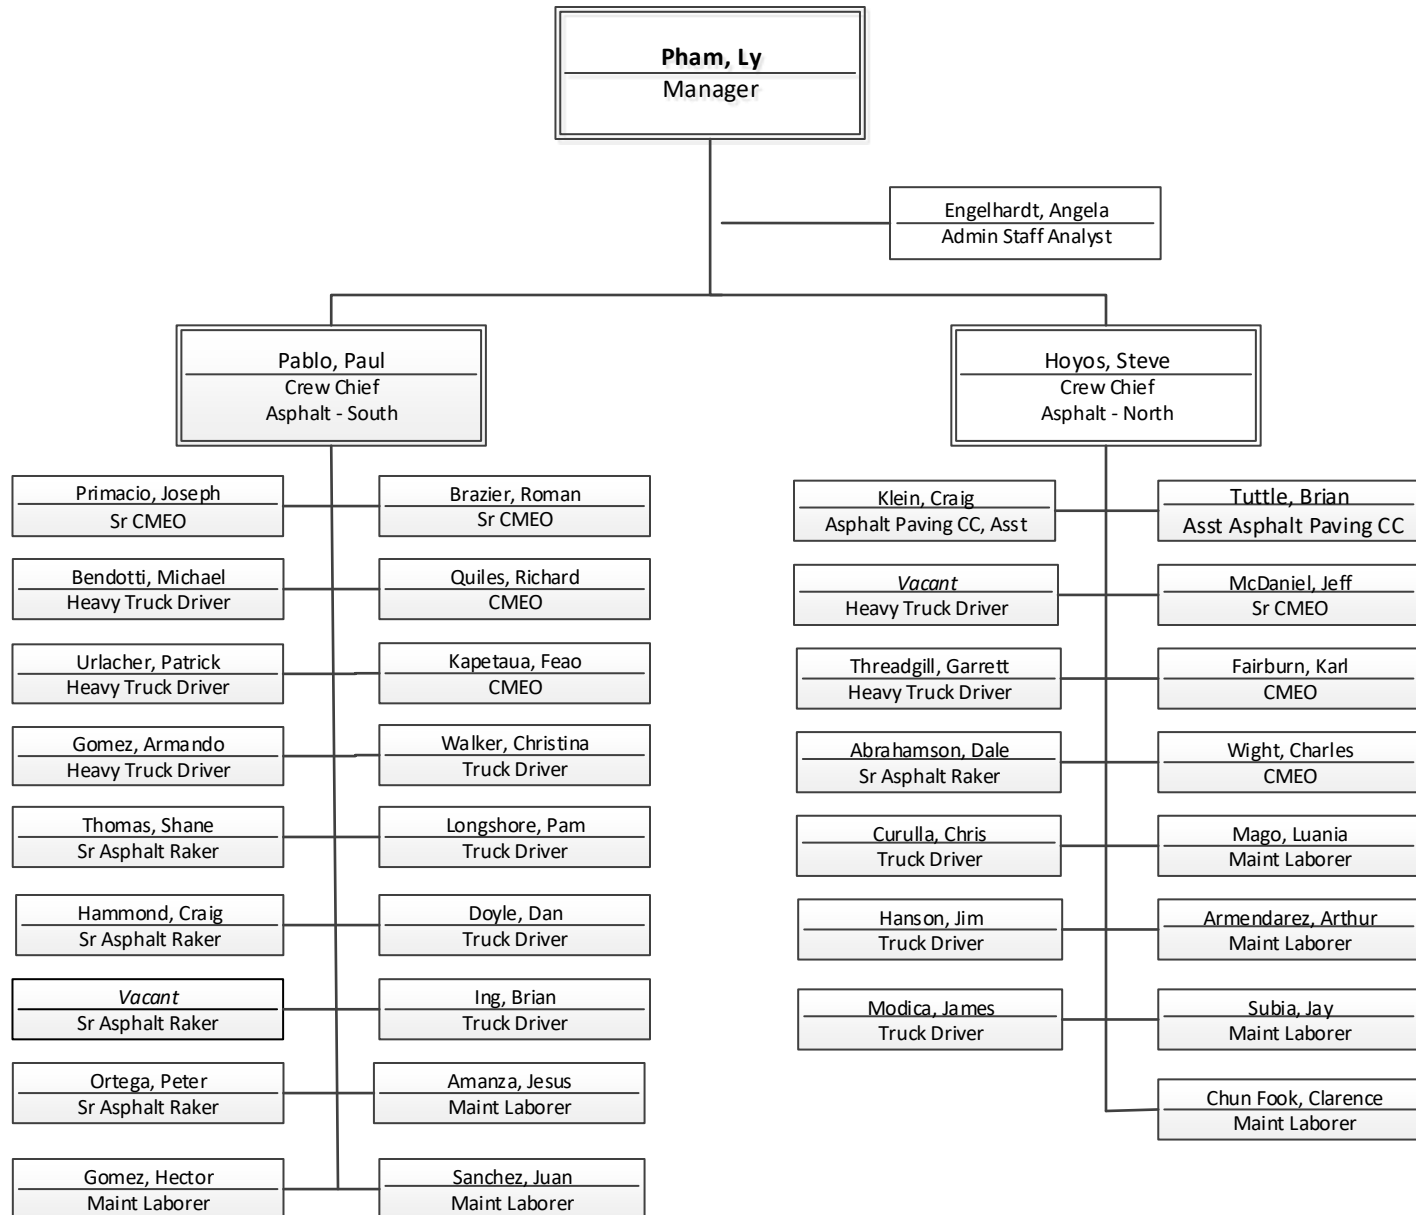 Pham, Ly
Manager
Engelhardt, Angela
Admin Staff Analyst
Pablo, Paul
Crew Chief
Asphalt - South
Hoyos, Steve
Crew Chief
Asphalt - North
Primacio, Joseph
Sr CMEO
Brazier, Roman
Sr CMEO
Bendotti, Michael
Heavy Truck Driver
Quiles, Richard
CMEO
Urlacher, Patrick
Heavy Truck Driver
Kapetaua, Feao
CMEO
Gomez, Armando
Heavy Truck Driver
Walker, Christina
Truck Driver
Thomas, Shane
Sr Asphalt Raker
Longshore, Pam
Truck Driver
Hammond, Craig
Sr Asphalt Raker
Doyle, Dan
Truck Driver
Vacant
Sr Asphalt Raker
Ing, Brian
Truck Driver
Ortega, Peter
Sr Asphalt Raker
Amanza, Jesus
Maint Laborer
Gomez, Hector
Maint Laborer
Sanchez, Juan
Maint Laborer
Klein, Craig
Asphalt Paving CC, Asst
Tuttle, Brian
Asst Asphalt Paving CC
Vacant
Heavy Truck Driver
McDaniel, Jeff
Sr CMEO
Threadgill, Garrett
Heavy Truck Driver
Fairburn, Karl
CMEO
Abrahamson, Dale
Sr Asphalt Raker
Wight, Charles
CMEO
Curulla, Chris
Truck Driver
Mago, Luania
Maint Laborer
Hanson, Jim
Truck Driver
Armendarez, Arthur
Maint Laborer
Modica, James
Truck Driver
Subia, Jay
Maint Laborer
Chun Fook, Clarence
Maint Laborer